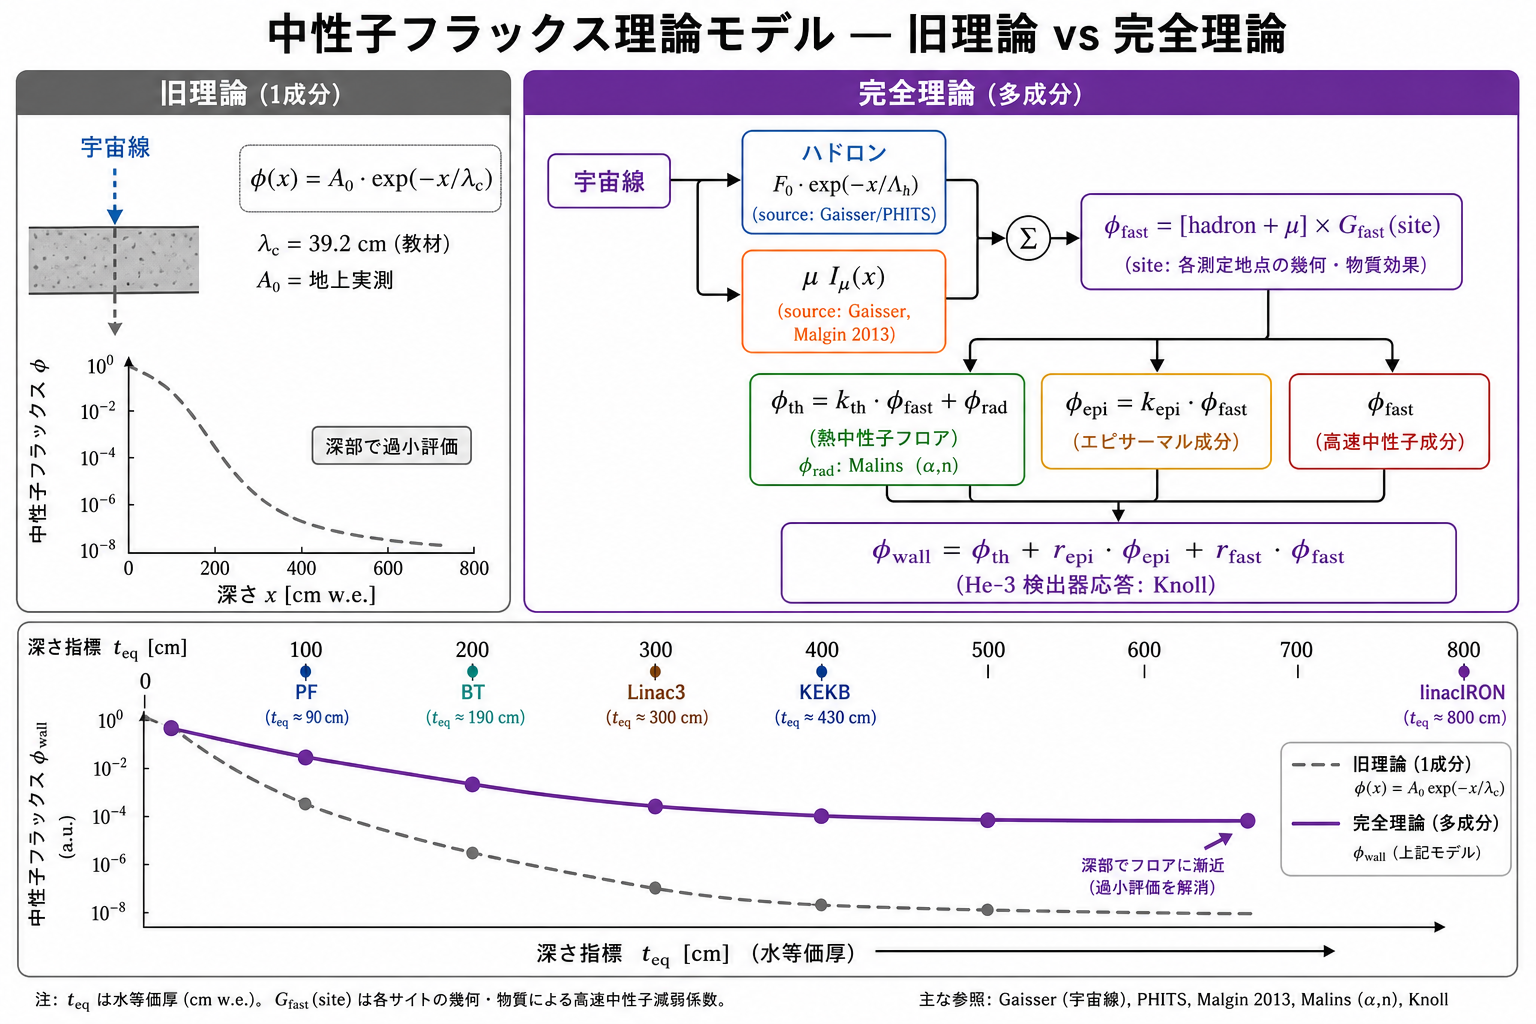 中性子フラックス理論モデル — 旧理論 vs 完全理論
旧理論 (1成分)
宇宙線
ϕ(x) = A₀ · exp(−x/λc)
λc = 39.2 cm (教材)
A₀ = 地上実測
中性子フラックス ϕ
10⁰
10⁻²
10⁻⁴
10⁻⁶
10⁻⁸
深部で過小評価
0 200 400 600 800
深さ x [cm w.e.]
完全理論 (多成分)
宇宙線
ハドロン
F₀ · exp(−x/Λh)
(source: Gaisser/PHITS)
μ Iμ(x)
(source: Gaisser,
Malgin 2013)
Σ
ϕfast = [hadron + μ] × Gfast (site)
(site: 各測定地点の幾何・物質効果)
ϕth = kth · ϕfast + ϕrad
(熱中性子フロア)
ϕrad: Malins (α,n)
ϕepi = kepi · ϕfast
(エピサーマル成分)
ϕfast
(高速中性子成分)
ϕwall = ϕth + repi · ϕepi + rfast · ϕfast
(He-3 検出器応答: Knoll)
深さ指標 teq [cm]
0 100 200 300 400 500 600 700 800
PF
(teq ≈ 90 cm)
BT
(teq ≈ 190 cm)
Linac3
(teq ≈ 300 cm)
KEKB
(teq ≈ 430 cm)
linacIRON
(teq ≈ 800 cm)
中性子フラックス ϕwall
(a.u.)
10⁰
10⁻²
10⁻⁴
10⁻⁶
10⁻⁸
旧理論 (1成分)
ϕ(x) = A₀ exp(−x/λc)
完全理論 (多成分)
ϕwall (上記モデル)
深部でフロアに漸近
(過小評価を解消)
深さ指標 teq [cm] (水等価厚)
注: teq は水等価厚 (cm w.e.)。 Gfast (site) は各サイトの幾何・物質による高速中性子減弱係数。
主な参照: Gaisser (宇宙線), PHITS, Malgin 2013, Malins (α,n), Knoll